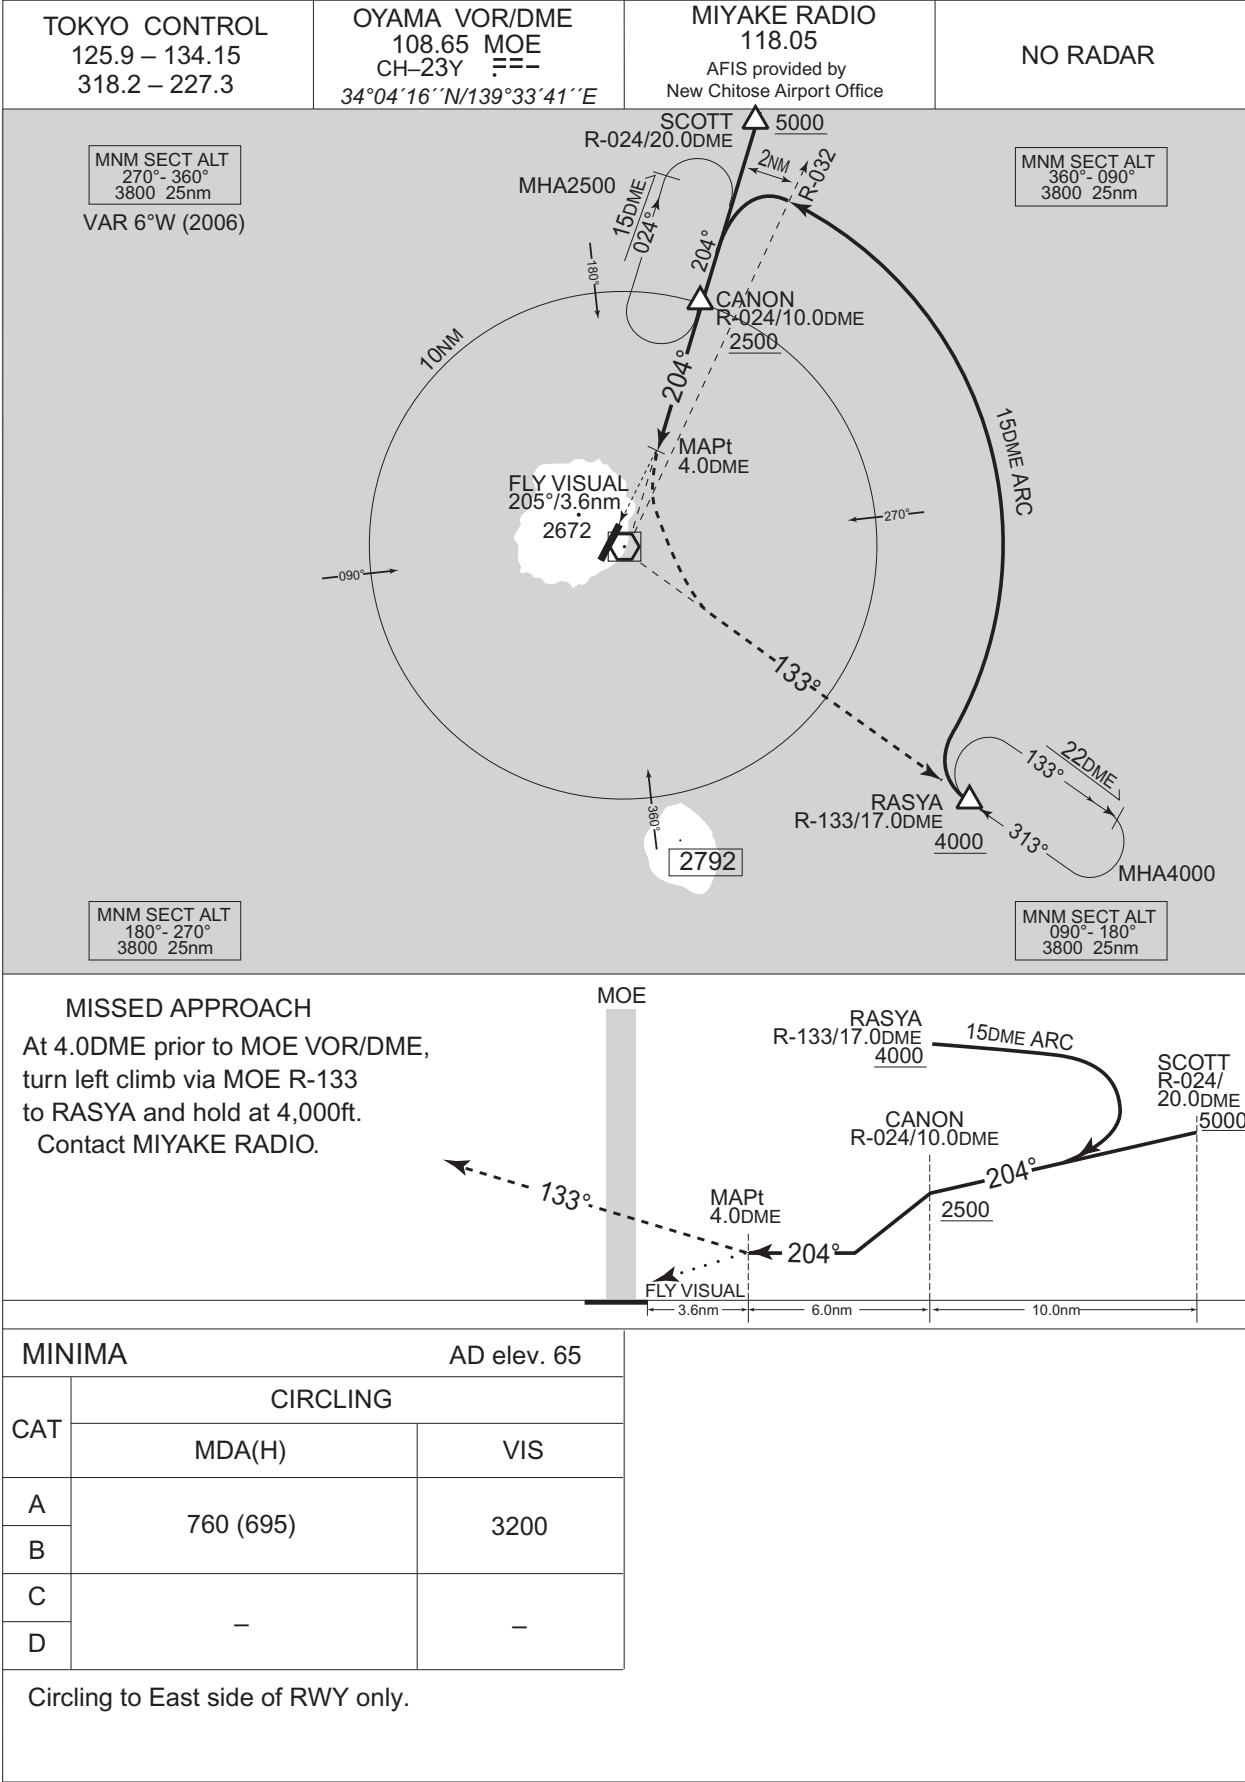 TOKYO CONTROL
125.9 – 134.15
318.2 – 227.3
OYAMA VOR/DME
108.65 MOE
CH–23Y
34°04´16´´N/139°33´41´´E
MIYAKE RADIO
118.05
AFIS provided by
New Chitose Airport Office
NO RADAR
MNM SECT ALT
270°- 360°
3800 25nm
VAR 6°W (2006)
SCOTT
R-024/20.0DME
5000
MNM SECT ALT
360°- 090°
3800 25nm
MHA2500
15DME
024°
2NM
R-032
180°
204°
CANON
R-024/10.0DME
2500
10NM
204°
15DME ARC
MAPt
4.0DME
FLY VISUAL
205°/3.6nm
2672
270°
090°
133°
360°
2792
RASYA
R-133/17.0DME
4000
22DME
133°
313°
MHA4000
MNM SECT ALT
180°- 270°
3800 25nm
MNM SECT ALT
090°- 180°
3800 25nm
MISSED APPROACH
At 4.0DME prior to MOE VOR/DME,
turn left climb via MOE R-133
to RASYA and hold at 4,000ft.
Contact MIYAKE RADIO.
MOE
RASYA
R-133/17.0DME
4000
15DME ARC
SCOTT
R-024/
20.0DME
5000
CANON
R-024/10.0DME
204°
2500
133°
MAPt
4.0DME
204°
FLY VISUAL
3.6nm
6.0nm
10.0nm
MINIMA AD elev. 65
CAT
CIRCLING
MDA(H) VIS
A
B
760 (695) 3200
C
D
– –
Circling to East side of RWY only.